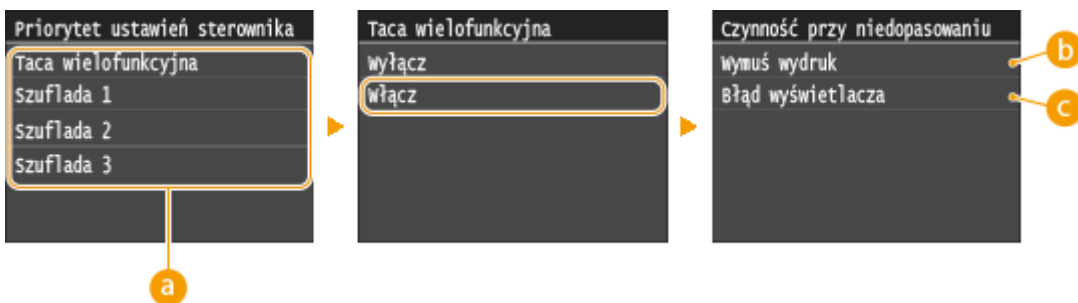 Priorytet ustawień sterownika
Taca wielofunkcyjna
Szuflada 1
Szuflada 2
Szuflada 3
a
Taca wielofunkcyjna
Wyłącz
Włącz
Czynność przy niedopasowaniu
Wymuś wydruk
b
Błąd wyświetlacza
c